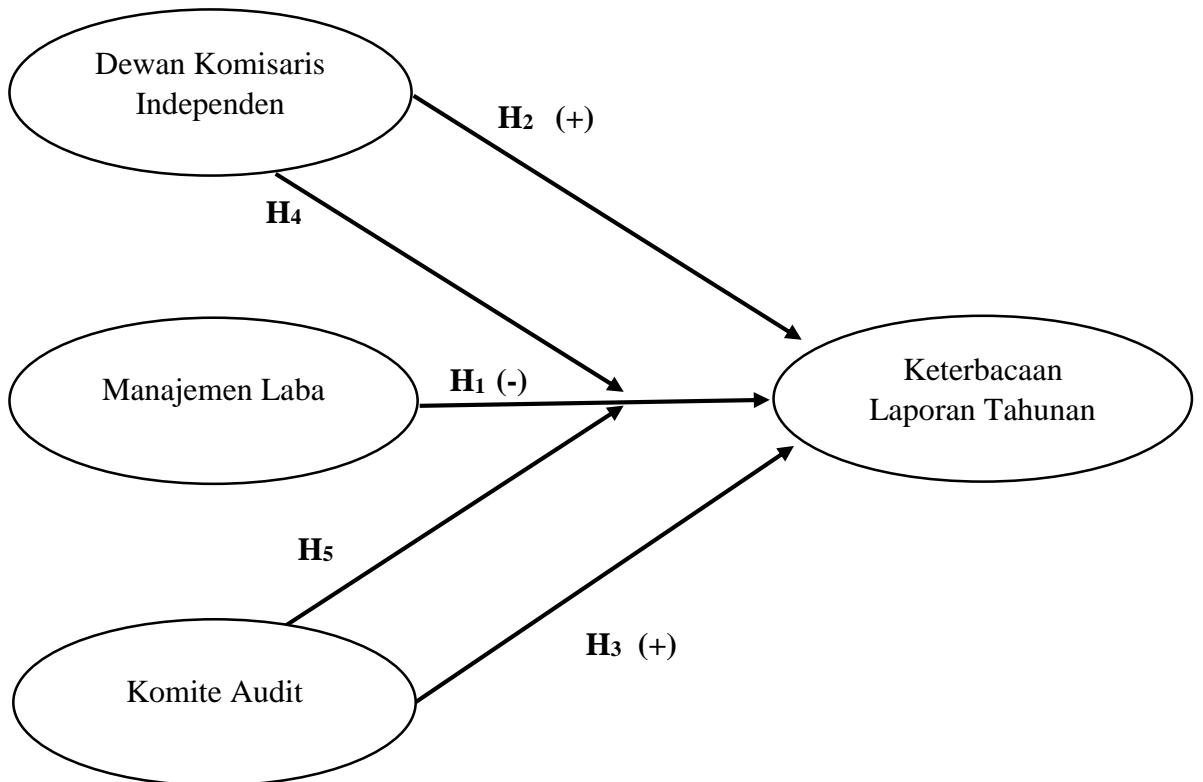 Dewan Komisaris
Independen
H2 (+)
H4
Manajemen Laba
H1 (-)
Keterbacaan
Laporan Tahunan
H5
H3 (+)
Komite Audit